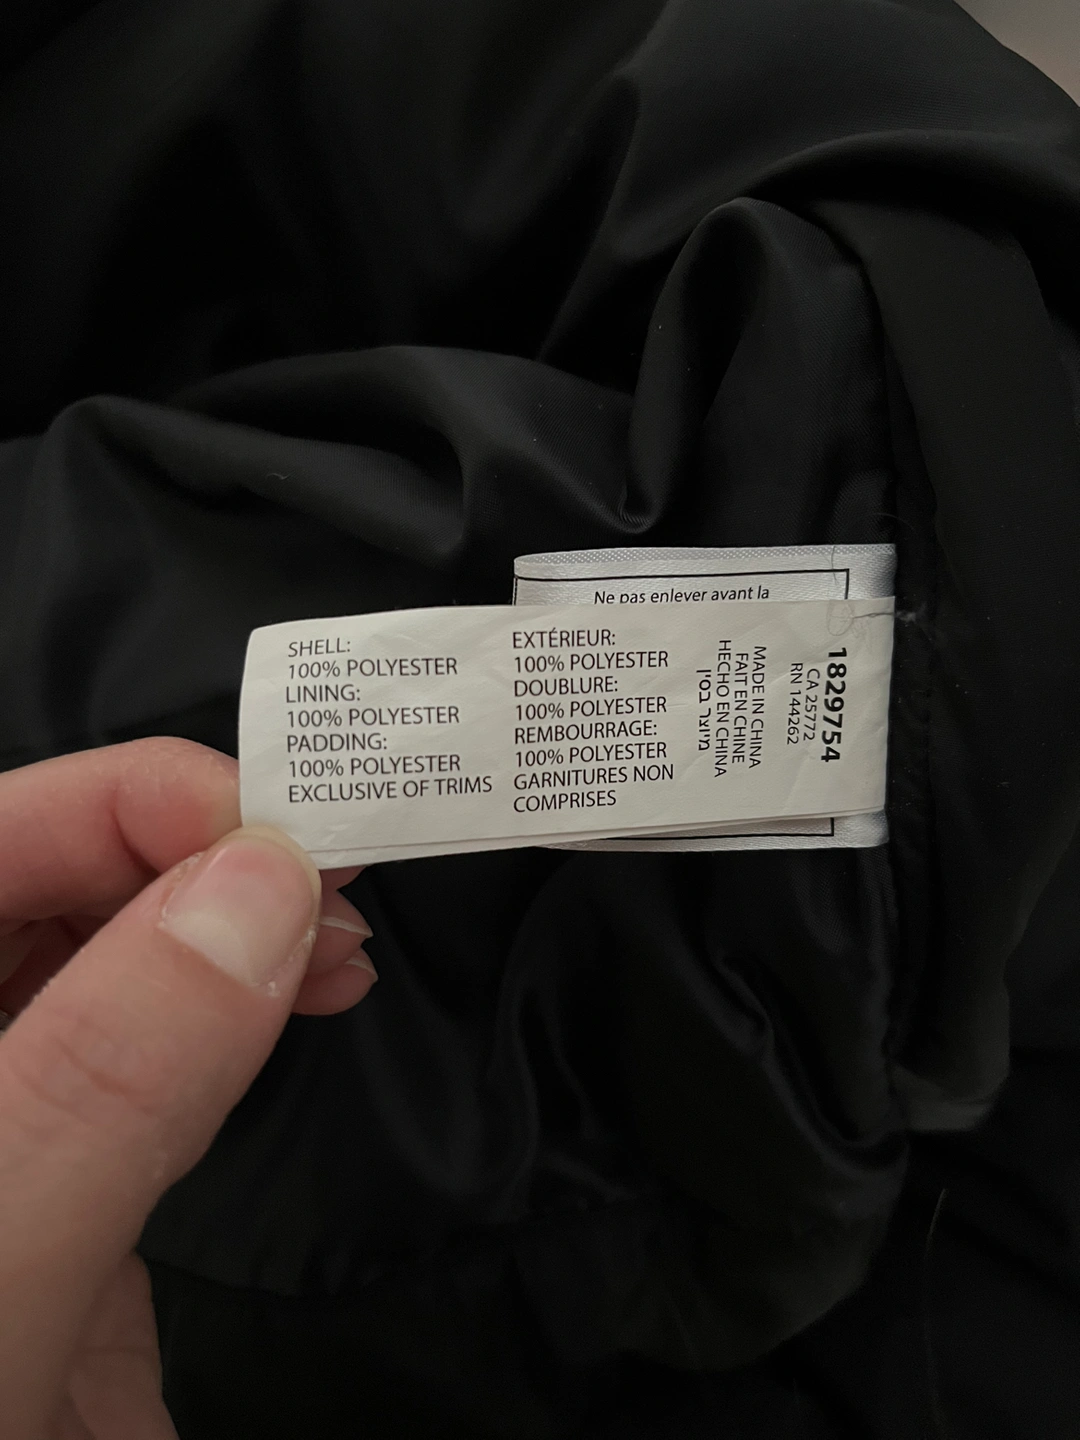 Ne pas enlever avant la
SHELL:
100% POLYESTER
LINING:
100% POLYESTER
PADDING:
100% POLYESTER
EXCLUSIVE OF TRIMS
EXTÉRIEUR:
100% POLYESTER
DOUBLURE:
100% POLYESTER
REMBOURRAGE:
100% POLYESTER
GARNITURES NON
COMPRISES
1829754
CA 25772
RN 144262
MADE IN CHINA
FAIT EN CHINE
HECHO EN CHINA
מיוצר בסין